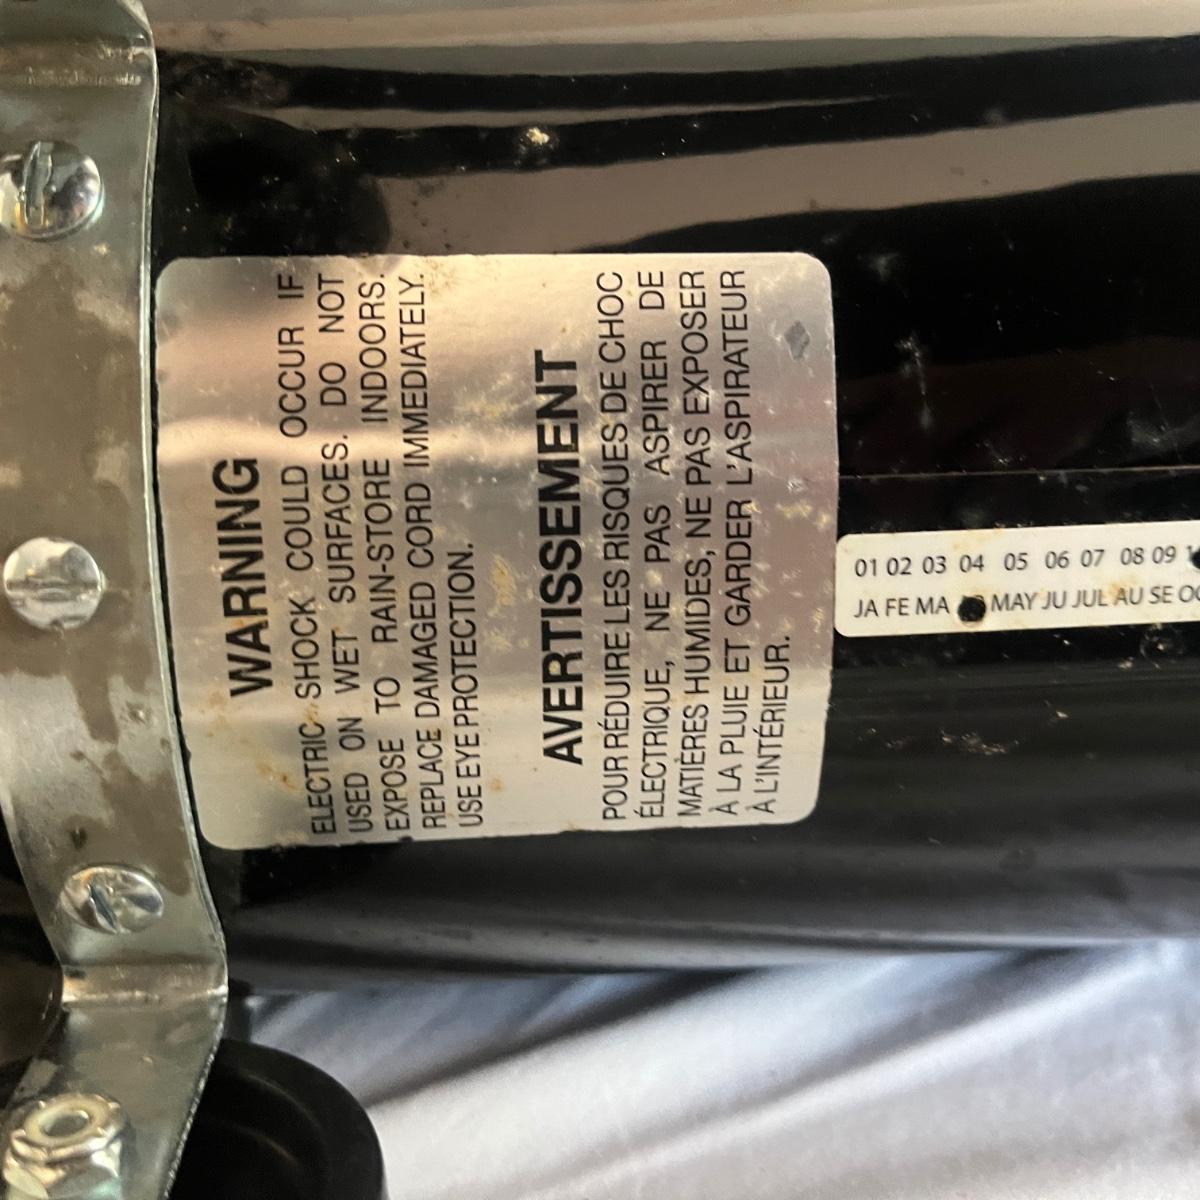 WARNING
ELECTRIC SHOCK COULD OCCUR IF
USED ON WET SURFACES. DO NOT
EXPOSE TO RAIN-STORE INDOORS.
REPLACE DAMAGED CORD IMMEDIATELY.
USE EYE PROTECTION.
AVERTISSEMENT
POUR RÉDUIRE LES RISQUES DE CHOC
ÉLECTRIQUE, NE PAS ASPIRER DE
MATIÈRES HUMIDES, NE PAS EXPOSER
À LA PLUIE ET GARDER L'ASPIRATEUR
À L'INTÉRIEUR.
01 02 03 04 05 06 07 08 09
JA FE MA MAY JU JUL AU SE OC